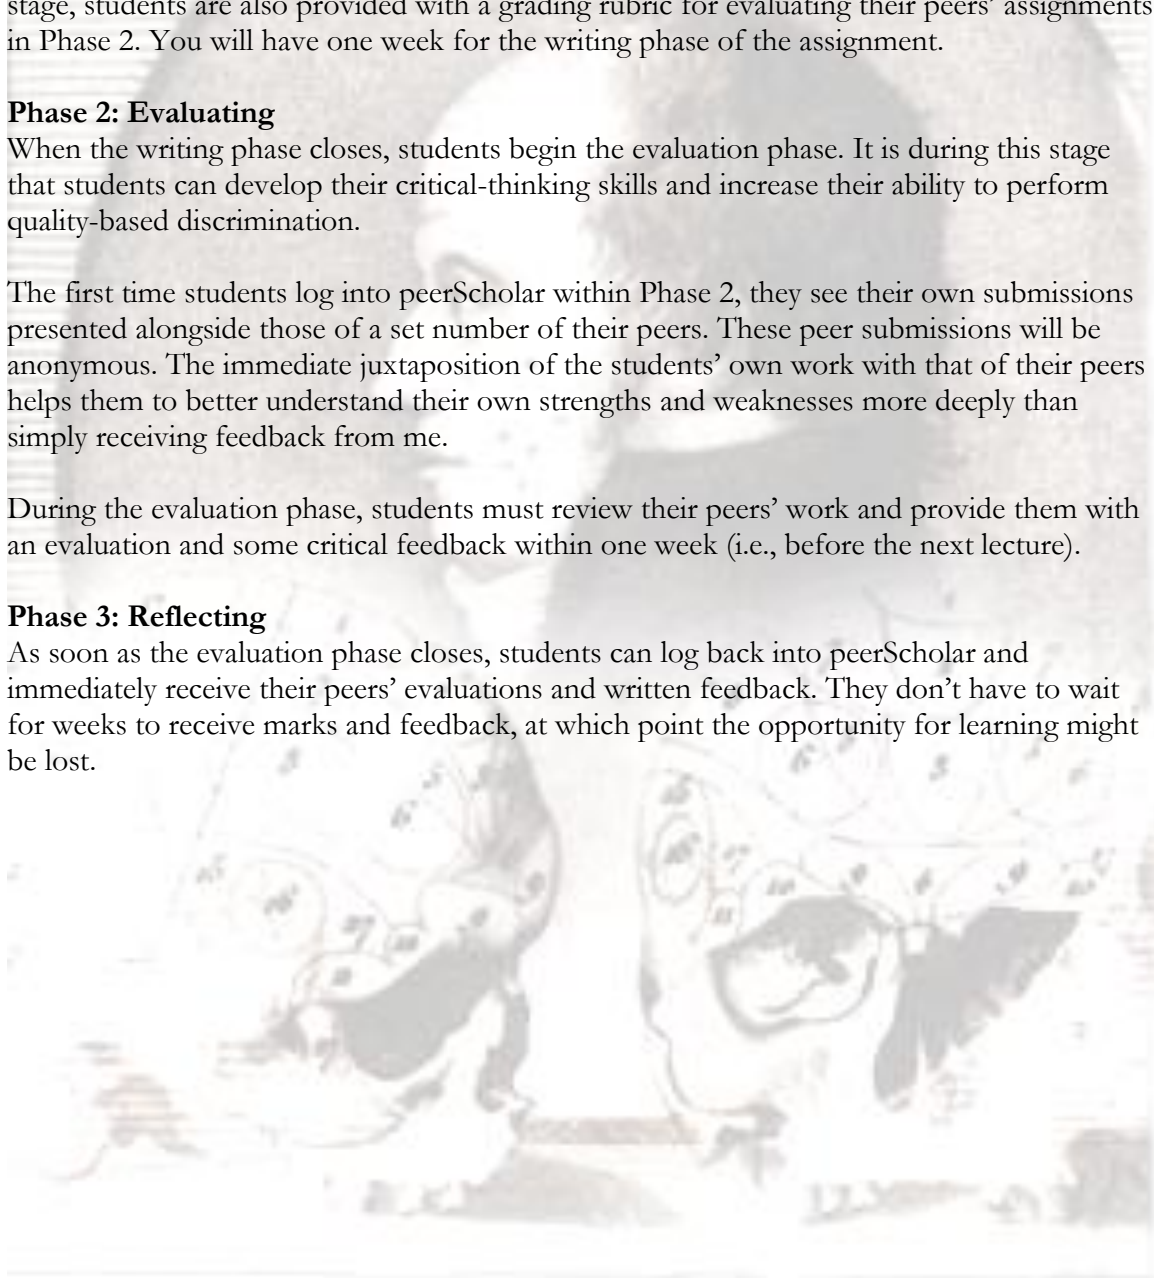 stage, students are also provided with a grading rubric for evaluating their peers' assignments
in Phase 2. You will have one week for the writing phase of the assignment.
Phase 2: Evaluating
When the writing phase closes, students begin the evaluation phase. It is during this stage
that students can develop their critical-thinking skills and increase their ability to perform
quality-based discrimination.
The first time students log into peerScholar within Phase 2, they see their own submissions
presented alongside those of a set number of their peers. These peer submissions will be
anonymous. The immediate juxtaposition of the students' own work with that of their peers
helps them to better understand their own strengths and weaknesses more deeply than
simply receiving feedback from me.
During the evaluation phase, students must review their peers' work and provide them with
an evaluation and some critical feedback within one week (i.e., before the next lecture).
Phase 3: Reflecting
As soon as the evaluation phase closes, students can log back into peerScholar and
immediately receive their peers' evaluations and written feedback. They don't have to wait
for weeks to receive marks and feedback, at which point the opportunity for learning might
be lost.